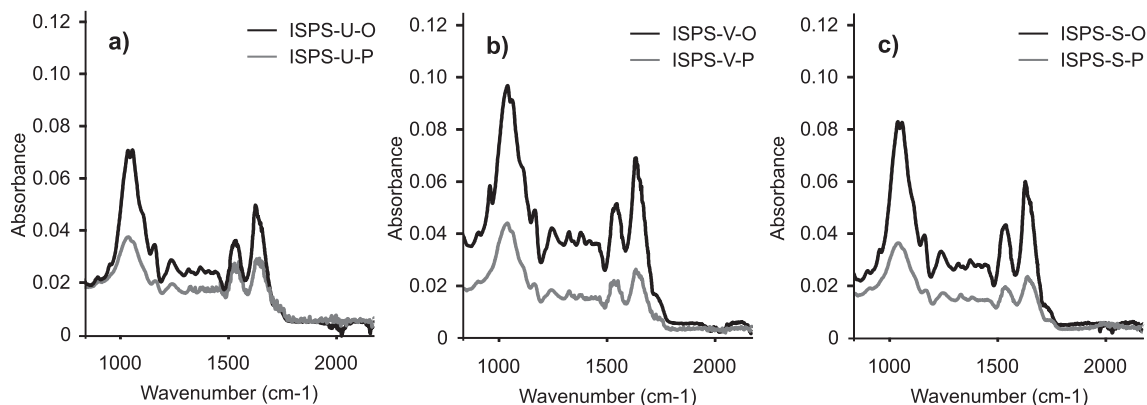 0.12
0.10
0.08
0.06
0.04
0.02
0
Absorbance
a)
ISPS-U-O
ISPS-U-P
1000 1500 2000
Wavenumber (cm-1)
0.12
0.10
0.08
0.06
0.04
0.02
0
Absorbance
b)
ISPS-V-O
ISPS-V-P
1000 1500 2000
Wavenumber (cm-1)
0.12
0.10
0.08
0.06
0.04
0.02
0
Absorbance
c)
ISPS-S-O
ISPS-S-P
1000 1500 2000
Wavenumber (cm-1)